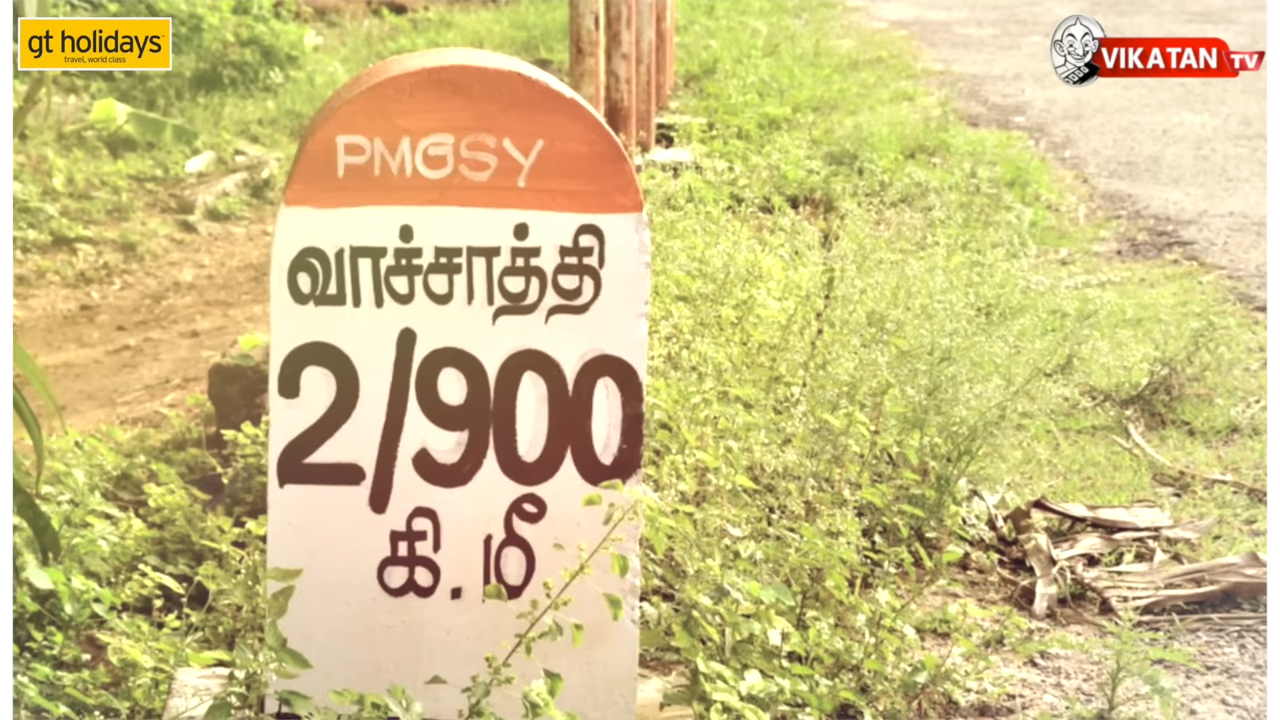 gt holidays
travel, world class
VIKATAN TV
PMGSY
வாச்சாத்தி
2/900
கி.மீ